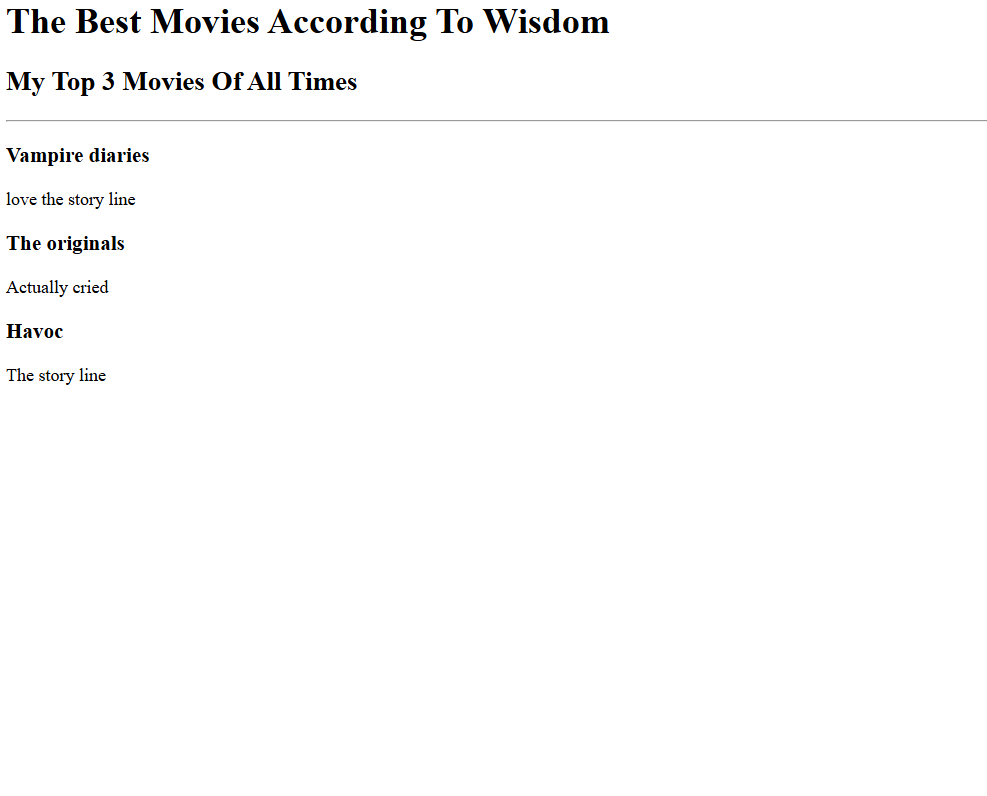 The Best Movies According To Wisdom
My Top 3 Movies Of All Times
Vampire diaries
love the story line
The originals
Actually cried
Havoc
The story line